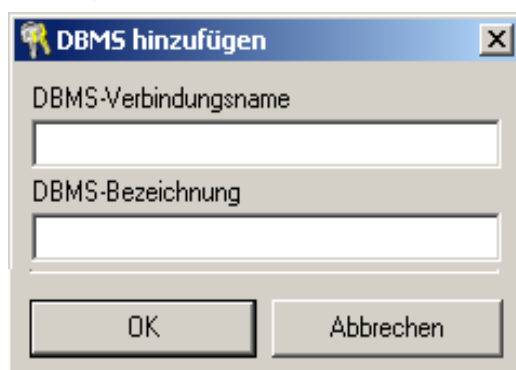 DBMS hinzufügen
DBMS-Verbindungsname
DBMS-Bezeichnung
OK
Abbrechen